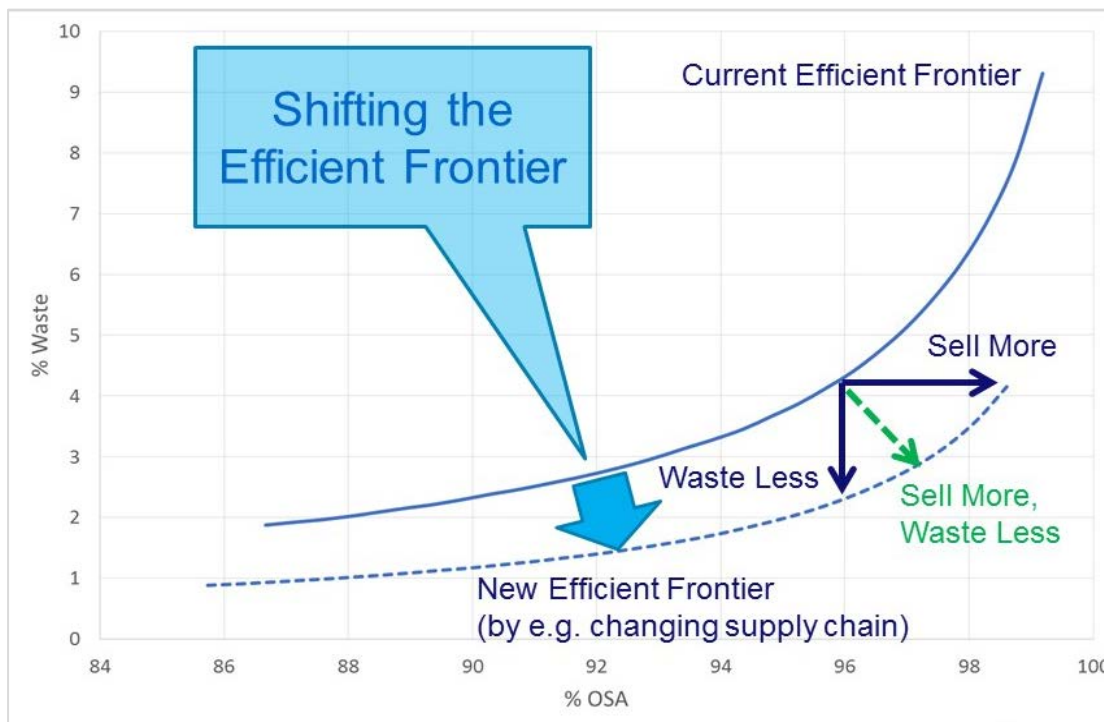 Shifting the
Efficient Frontier
Current Efficient Frontier
Sell More
Waste Less
Sell More,
Waste Less
New Efficient Frontier
(by e.g. changing supply chain)
% Waste
10
9
8
7
6
5
4
3
2
1
0
84 86 88 90 92 94 96 98 100
% OSA